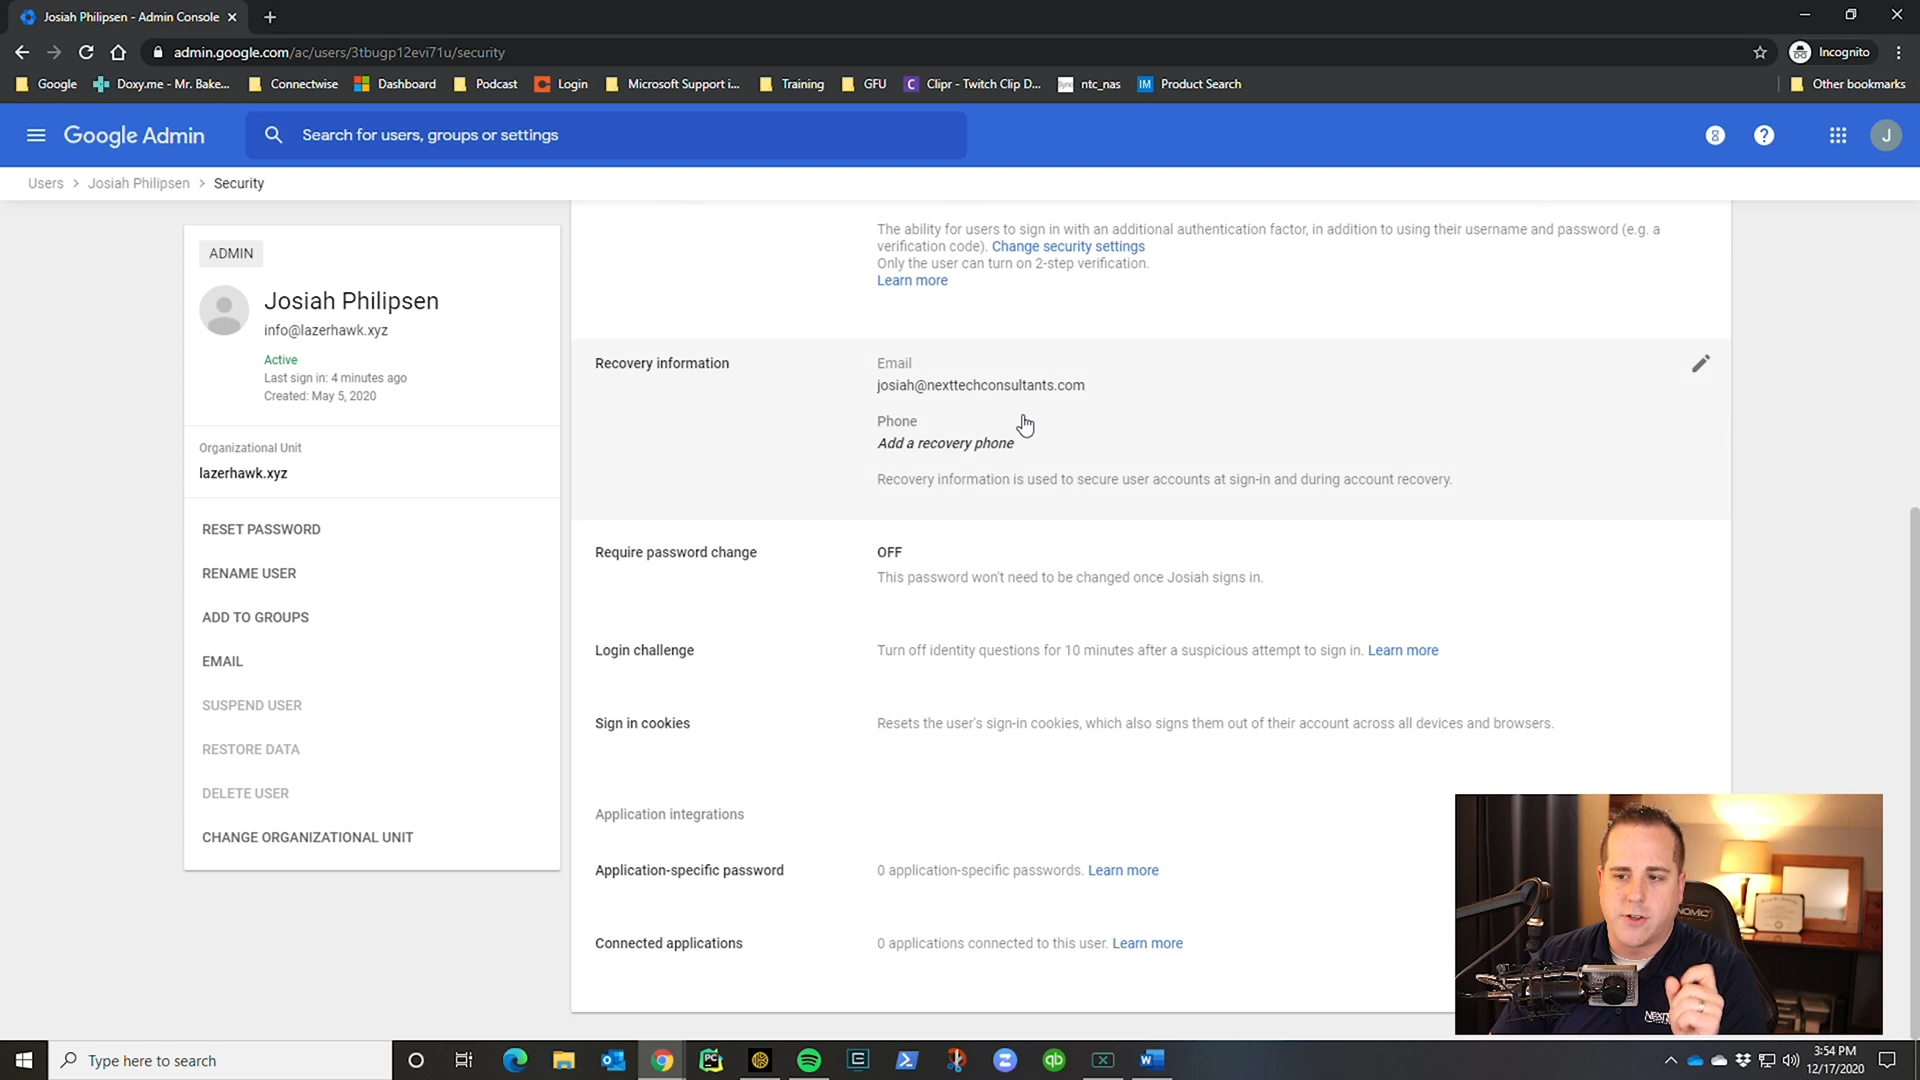 Josiah Philipsen - Admin Console
admin.google.com/ac/users/3tbugp12evi71u/security
Incognito
Google
Doxy.me - Mr. Bake...
Connectwise
Dashboard
Podcast
Login
Microsoft Support i...
Training
GFU
Clipr - Twitch Clip D...
ntc_nas
Product Search
Other bookmarks
Google Admin
Search for users, groups or settings
J
Users > Josiah Philipsen > Security
ADMIN
Josiah Philipsen
info@lazerhawk.xyz
Active
Last sign in: 4 minutes ago
Created: May 5, 2020
Organizational Unit
lazerhawk.xyz
RESET PASSWORD
RENAME USER
ADD TO GROUPS
EMAIL
SUSPEND USER
RESTORE DATA
DELETE USER
CHANGE ORGANIZATIONAL UNIT
The ability for users to sign in with an additional authentication factor, in addition to using their username and password (e.g. a
verification code). Change security settings
Only the user can turn on 2-step verification.
Learn more
Recovery information
Email
josiah@nexttechconsultants.com
Phone
Add a recovery phone
Recovery information is used to secure user accounts at sign-in and during account recovery.
Require password change
OFF
This password won't need to be changed once Josiah signs in.
Login challenge
Turn off identity questions for 10 minutes after a suspicious attempt to sign in. Learn more
Sign in cookies
Resets the user's sign-in cookies, which also signs them out of their account across all devices and browsers.
Application integrations
Application-specific password
0 application-specific passwords. Learn more
Connected applications
0 applications connected to this user. Learn more
Type here to search
3:54 PM
12/17/2020